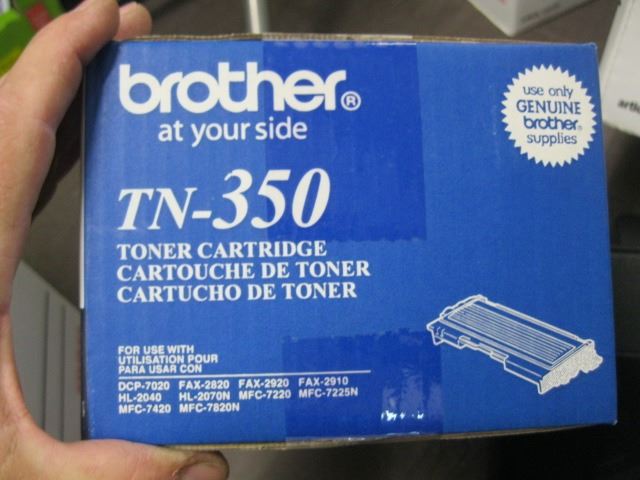 brother®
at your side
use only
GENUINE
brother®
supplies
TN-350
TONER CARTRIDGE
CARTOUCHE DE TONER
CARTUCHO DE TONER
FOR USE WITH
UTILISATION POUR
PARA USAR CON
DCP-7020 FAX-2820 FAX-2920 FAX-2910
HL-2040 HL-2070N MFC-7220 MFC-7225N
MFC-7420 MFC-7820N